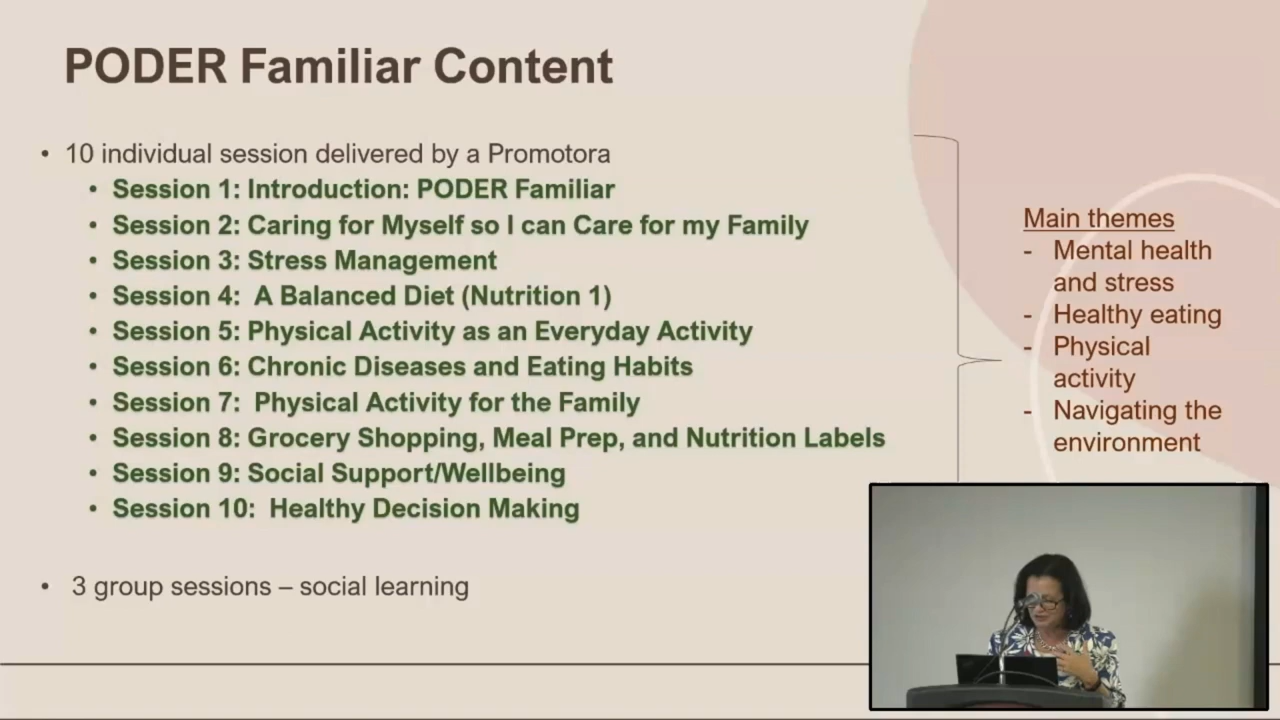 PODER Familiar Content
• 10 individual session delivered by a Promotora
• Session 1: Introduction: PODER Familiar
• Session 2: Caring for Myself so I can Care for my Family
• Session 3: Stress Management
• Session 4:  A Balanced Diet (Nutrition 1)
• Session 5: Physical Activity as an Everyday Activity
• Session 6: Chronic Diseases and Eating Habits
• Session 7:  Physical Activity for the Family
• Session 8: Grocery Shopping, Meal Prep, and Nutrition Labels
• Session 9: Social Support/Wellbeing
• Session 10:  Healthy Decision Making
• 3 group sessions – social learning
Main themes
- Mental health
and stress
- Healthy eating
- Physical
activity
- Navigating the
environment